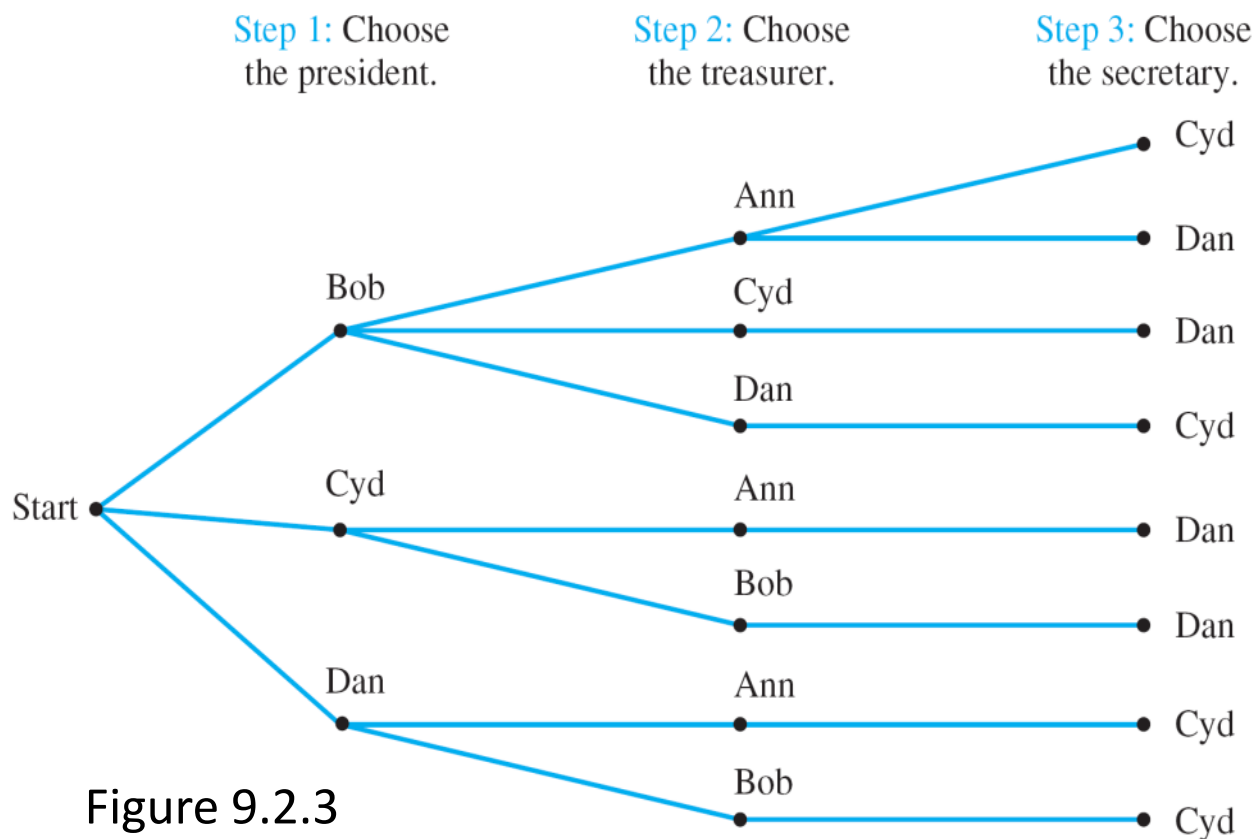 Step 1: Choose
the president.
Step 2: Choose
the treasurer.
Step 3: Choose
the secretary.
Cyd
Ann
Dan
Bob
Cyd
Dan
Dan
Cyd
Start
Cyd
Ann
Dan
Bob
Dan
Dan
Ann
Cyd
Bob
Cyd
Figure 9.2.3